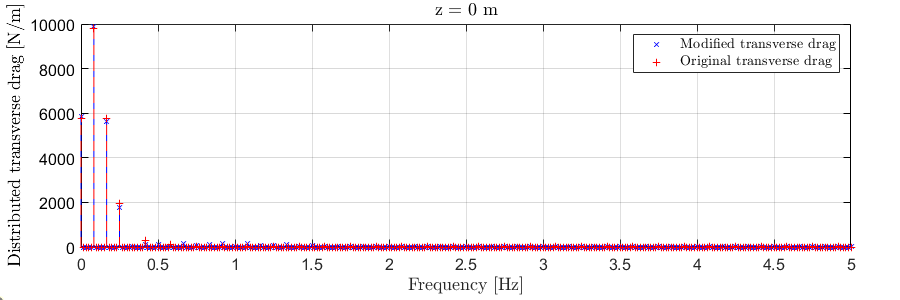 z = 0 m
Distributed transverse drag [N/m]
10000
8000
6000
4000
2000
0
Modified transverse drag
Original transverse drag
0 0.5 1 1.5 2 2.5 3 3.5 4 4.5 5
Frequency [Hz]